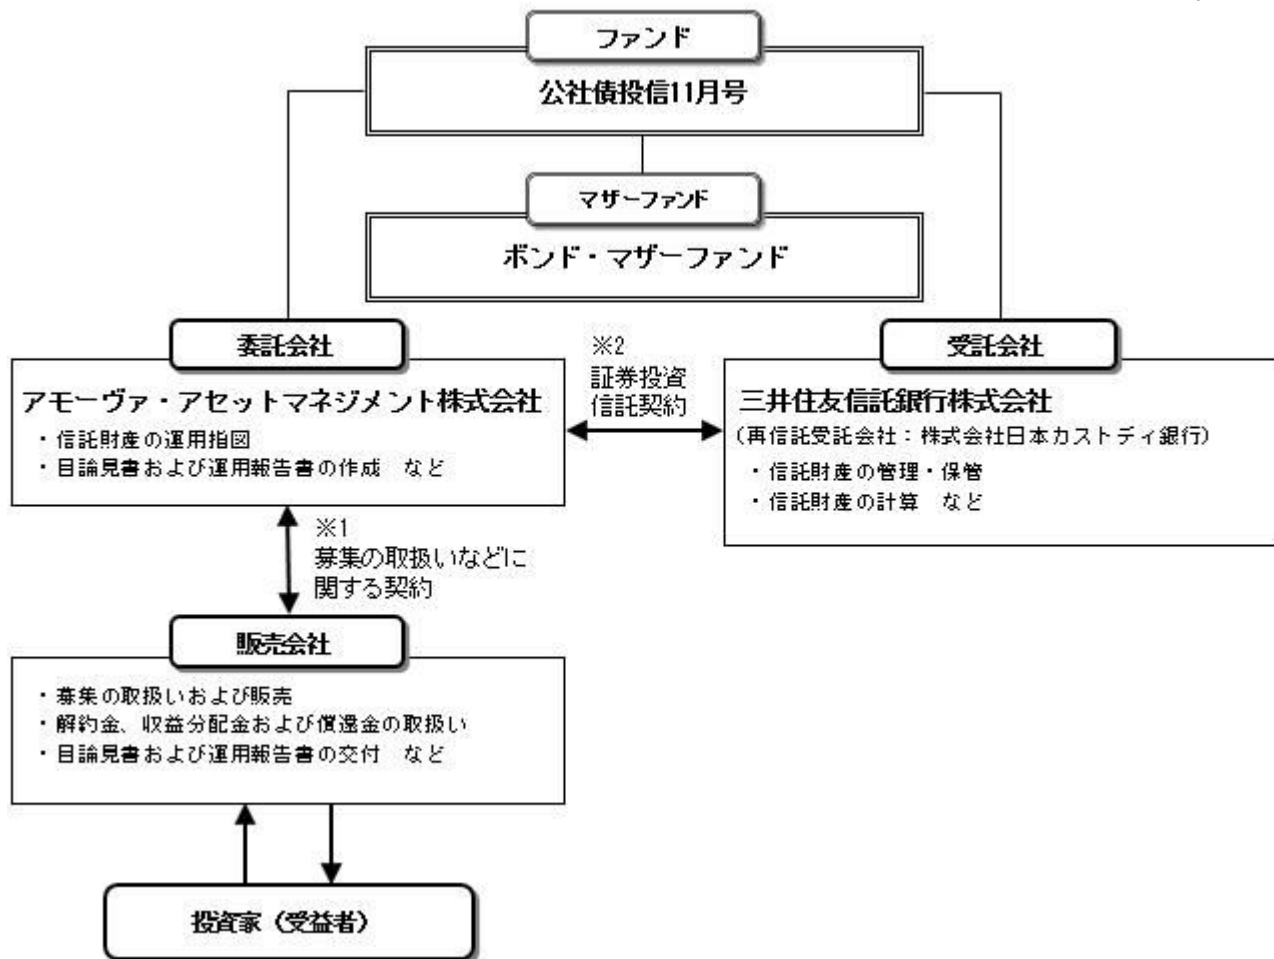 ファンド
公社債投信11月号
マザーファンド
ボンド・マザーファンド
委託会社
アモーヴァ・アセットマネジメント株式会社
・信託財産の運用指図
・目論見書および運用報告書の作成　など
※2
証券投資
信託契約
受託会社
三井住友信託銀行株式会社
(再信託受託会社：株式会社日本カストディ銀行)
・信託財産の管理・保管
・信託財産の計算　など
※1
募集の取扱いなどに
関する契約
販売会社
・募集の取扱いおよび販売
・解約金、収益分配金および償還金の取扱い
・目論見書および運用報告書の交付　など
投資家（受益者）